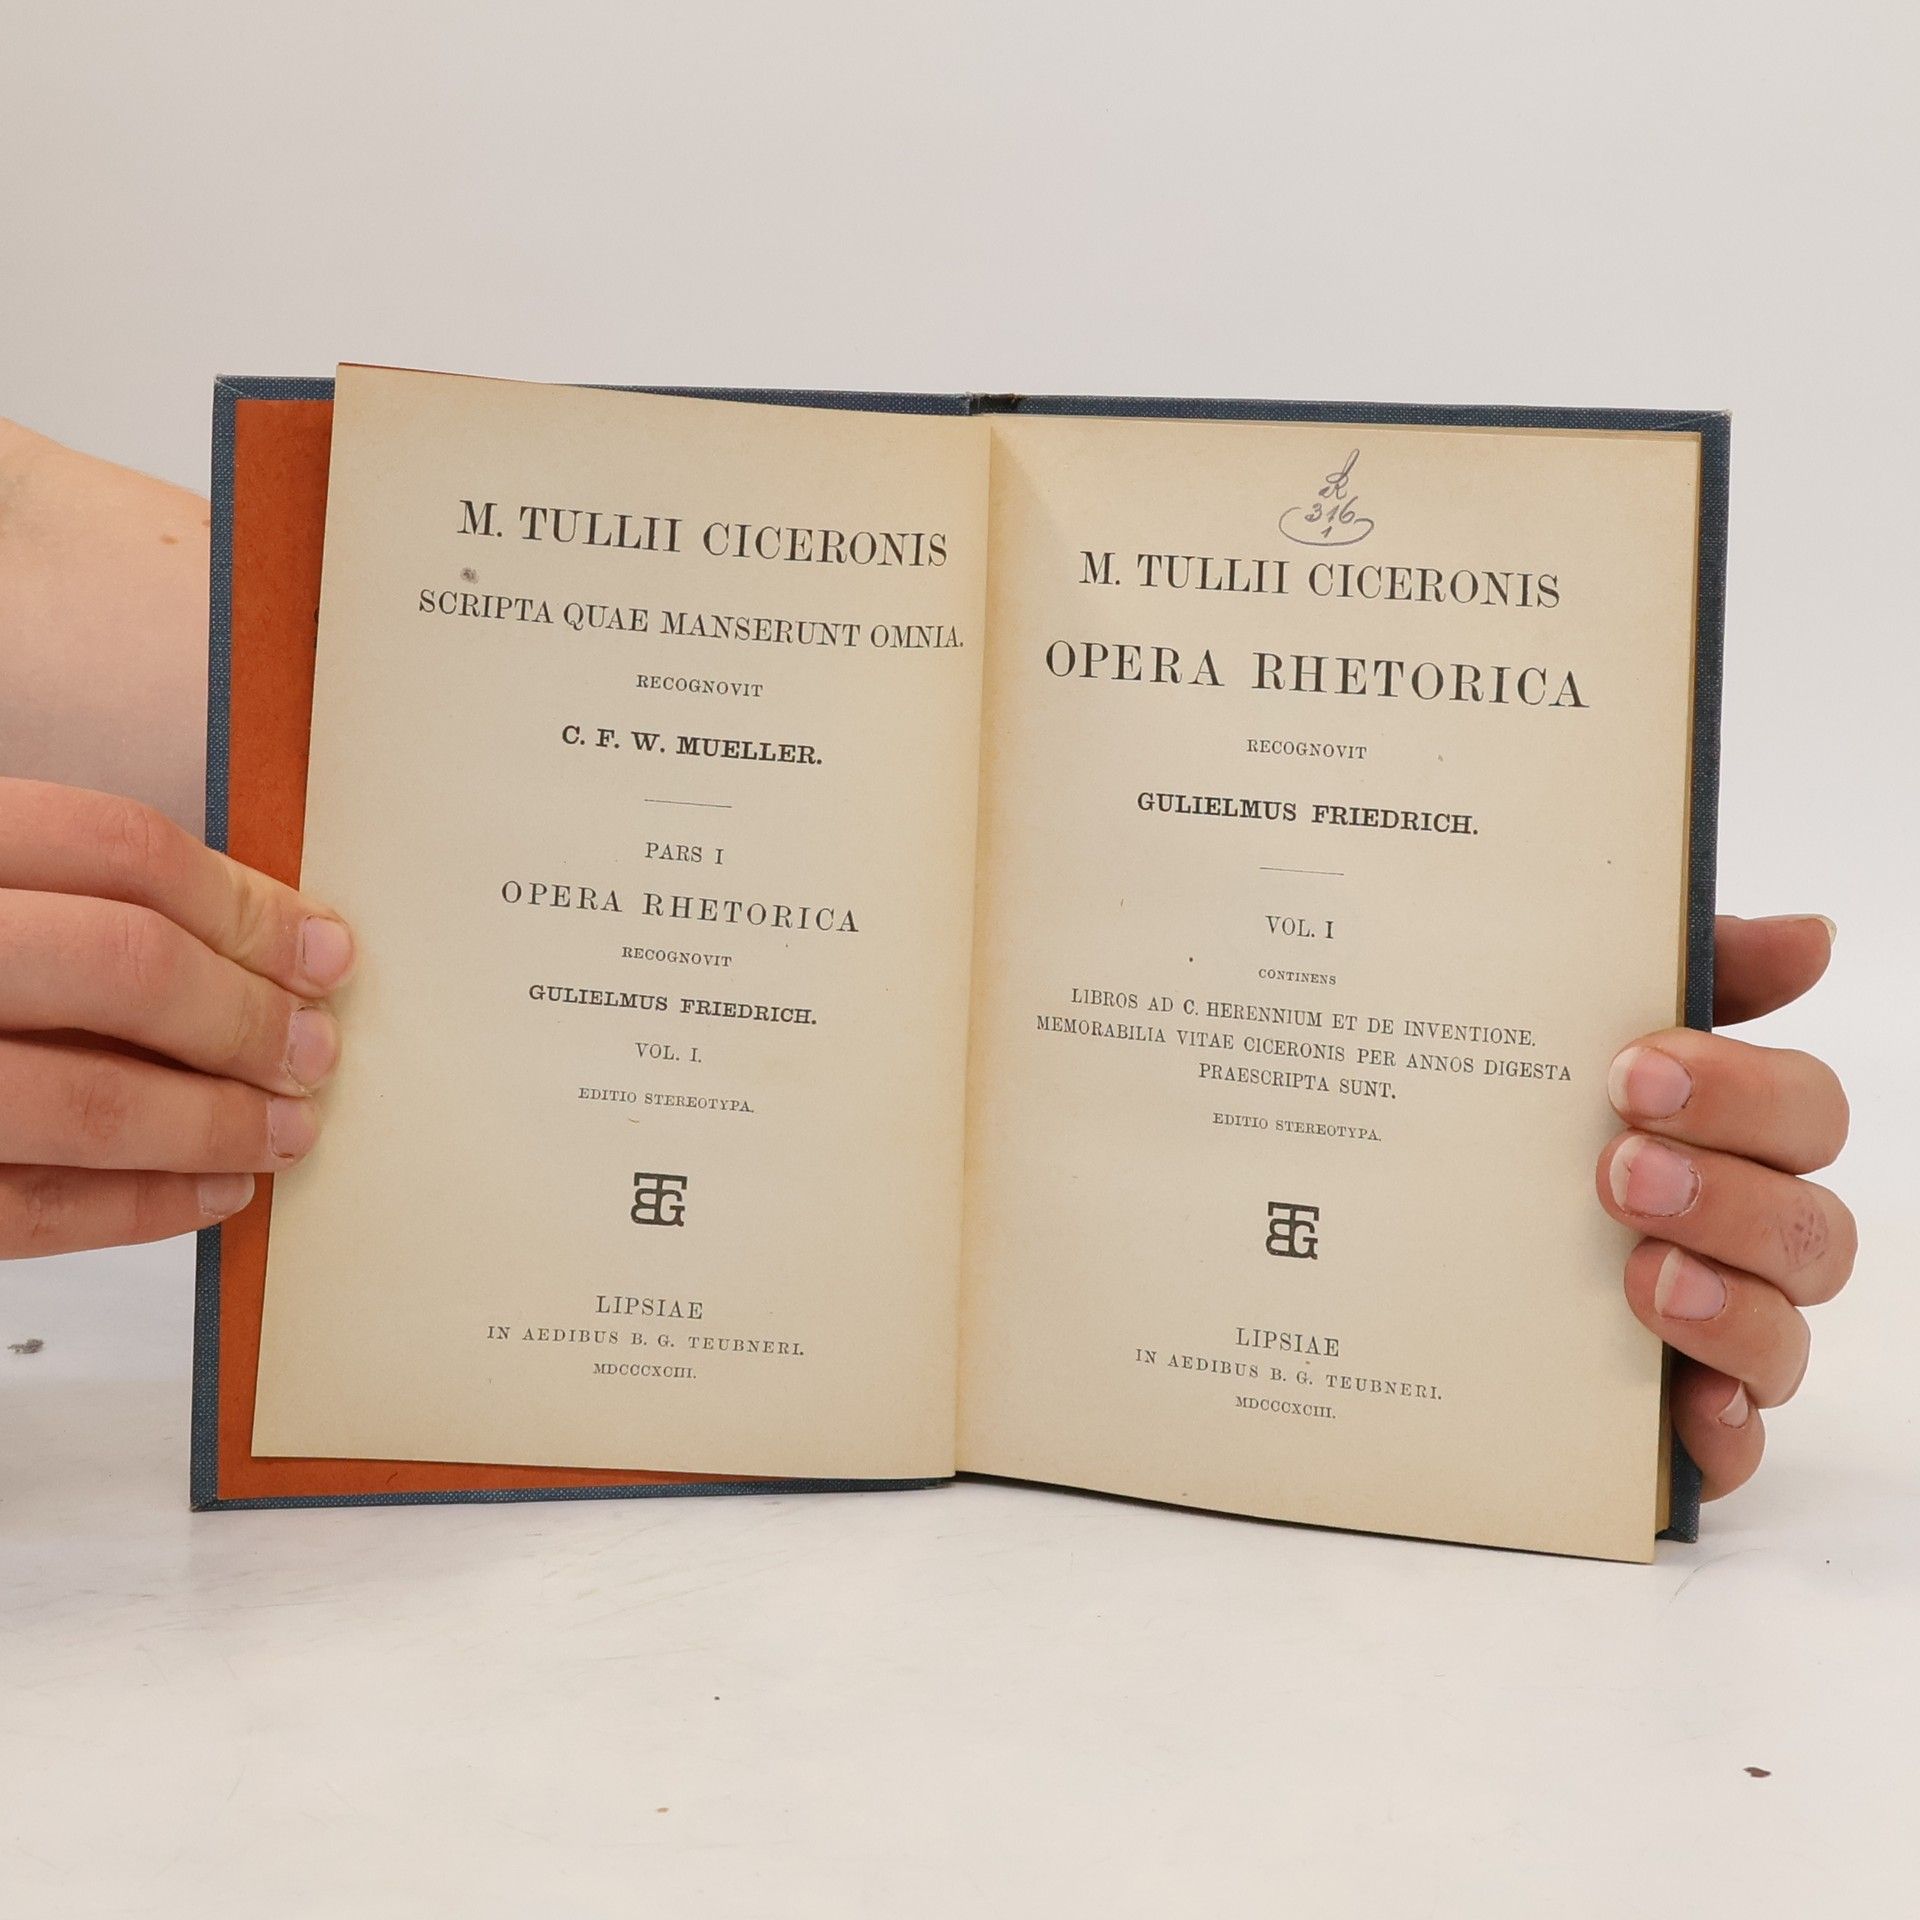 M. TULLII CICERONIS
SCRIPTA QUAE MANSERUNT OMNIA.
RECOGNOVIT
C. F. W. MUELLER.
PARS I
OPERA RHETORICA
RECOGNOVIT
GULIELMUS FRIEDRICH.
VOL. I.
EDITIO STEREOTYPA.
BTG
LIPSIAE
IN AEDIBUS B. G. TEUBNERI.
MDCCCXCIII.
316
1
M. TULLII CICERONIS
OPERA RHETORICA
RECOGNOVIT
GULIELMUS FRIEDRICH.
VOL. I
CONTINENS
LIBROS AD C. HERENNIUM ET DE INVENTIONE.
MEMORABILIA VITAE CICERONIS PER ANNOS DIGESTA
PRAESCRIPTA SUNT.
EDITIO STEREOTYPA.
BTG
LIPSIAE
IN AEDIBUS B. G. TEUBNERI.
MDCCCXCIII.